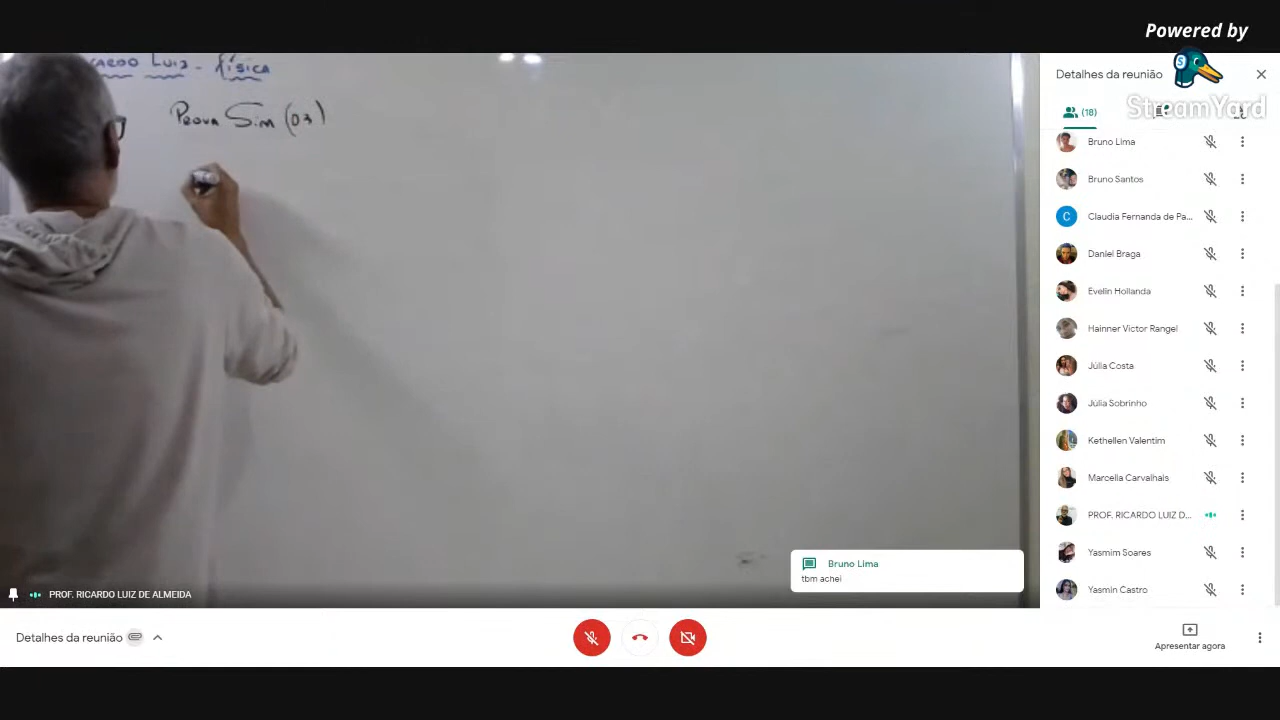 Powered by
StreamYard
CARDO LUIZ - FÍSICA
Prova Sim (03)
Detalhes da reunião
(18)
Bruno Lima
Bruno Santos
Claudia Fernanda de Pa...
Daniel Braga
Evelin Hollanda
Hainner Victor Rangel
Júlia Costa
Júlia Sobrinho
Kethellen Valentim
Marcella Carvalhais
PROF. RICARDO LUIZ D...
Yasmim Soares
Yasmin Castro
Bruno Lima
tbm achei
PROF. RICARDO LUIZ DE ALMEIDA
Detalhes da reunião
Apresentar agora